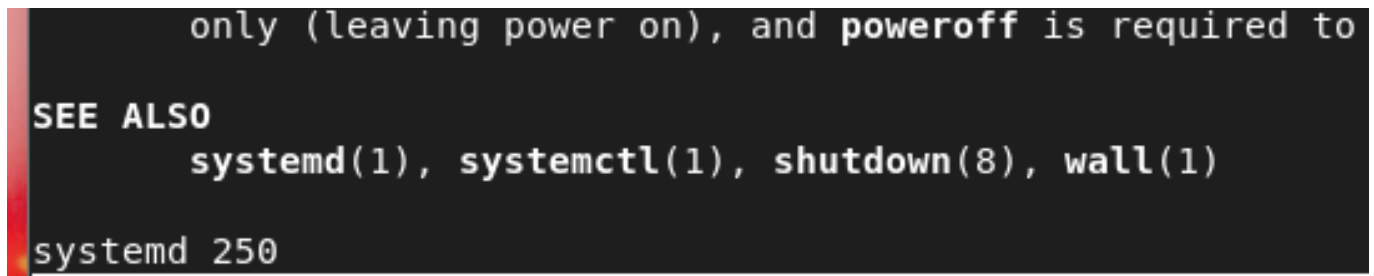 only (leaving power on), and poweroff is required to
SEE ALSO
systemd(1), systemctl(1), shutdown(8), wall(1)
systemd 250